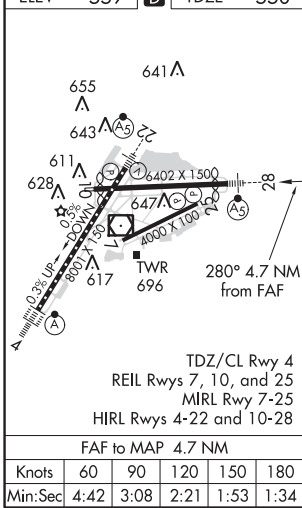 D
641
655
A5
643
22
611
10
P
V
6402 X 1500
28
628
647
P
P
25
A5
0.5%
DOWN
8001 X 150
4000 X 100
7
0.3% UP
617
TWR
696
280° 4.7 NM
from FAF
4
A
TDZ/CL Rwy 4
REIL Rwys 7, 10, and 25
MIRL Rwy 7-25
HIRL Rwys 4-22 and 10-28
FAF to MAP 4.7 NM
Knots 60 90 120 150 180
Min:Sec 4:42 3:08 2:21 1:53 1:34